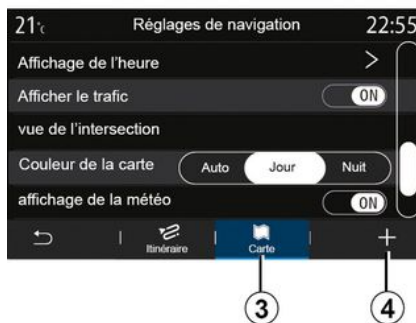 21°c Réglages de navigation 22:55
Affichage de l'heure >
Afficher le trafic ON
vue de l'intersection
Couleur de la carte Auto Jour Nuit
affichage de la météo ON
Itinéraire Carte +
3 4